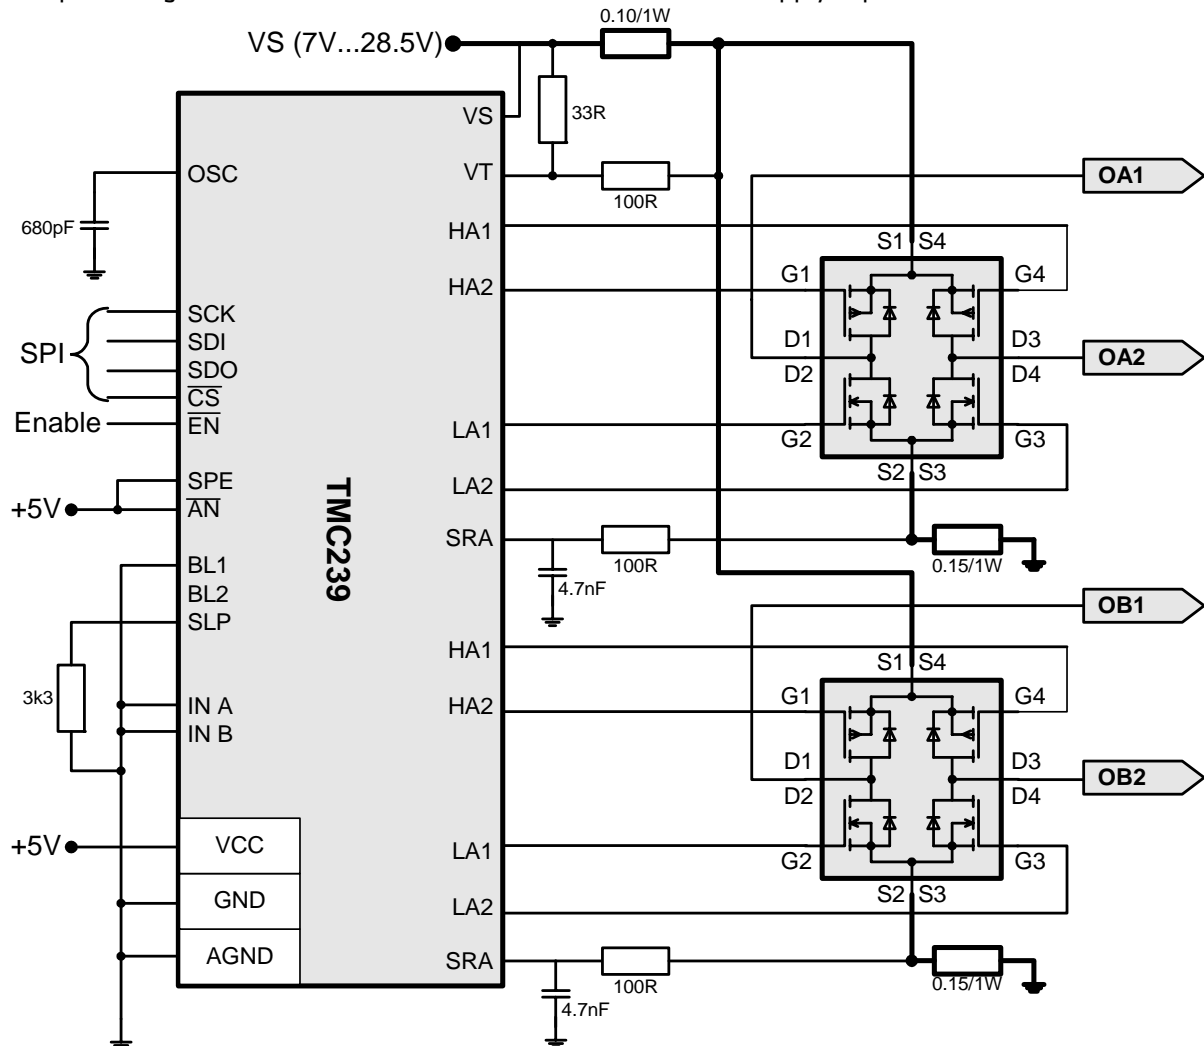 0.10/1W
VS (7V...28.5V)
33R
VS
VT
100R
OSC
680pF
HA1
HA2
SCK
SDI
SDO
CS
EN
SPI
Enable
LA1
LA2
SPE
AN
+5V
SRA
100R
4.7nF
0.15/1W
TMC239
BL1
BL2
SLP
3k3
IN A
IN B
HA1
HA2
+5V
VCC
GND
AGND
LA1
LA2
SRA
100R
4.7nF
0.15/1W
S1 S4
G1
G4
D1
D2
D3
D4
G2
G3
S2 S3
OA1
OA2
S1 S4
G1
G4
D1
D2
D3
D4
G2
G3
S2 S3
OB1
OB2